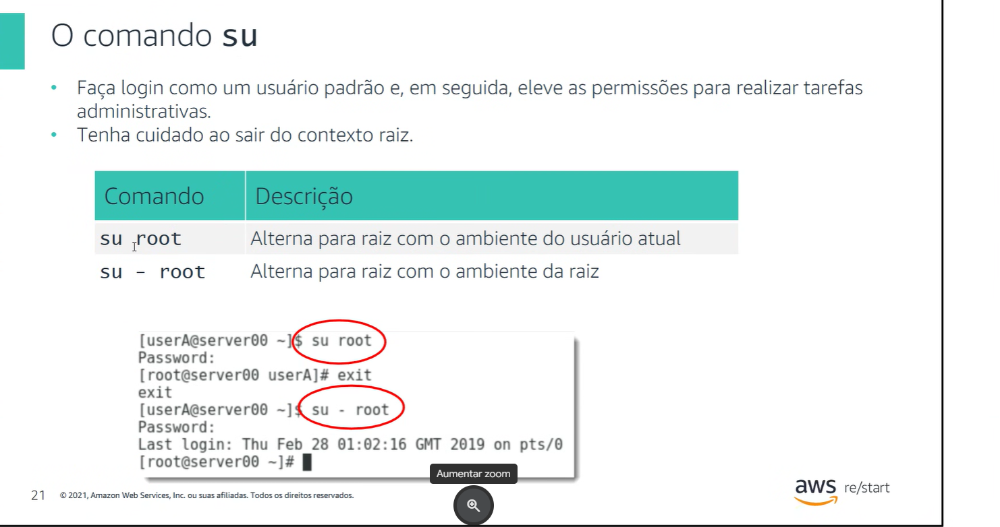 O comando su
• Faça login como um usuário padrão e, em seguida, eleve as permissões para realizar tarefas
administrativas.
• Tenha cuidado ao sair do contexto raiz.
Comando Descrição
su root Alterna para raiz com o ambiente do usuário atual
su - root Alterna para raiz com o ambiente da raiz
[userA@server00 ~]$ su root
Password:
[root@server00 userA]# exit
exit
[userA@server00 ~]$ su - root
Password:
Last login: Thu Feb 28 01:02:16 GMT 2019 on pts/0
[root@server00 ~]#
Aumentar zoom
21 © 2021, Amazon Web Services, Inc. ou suas afiliadas. Todos os direitos reservados.
aws re/start